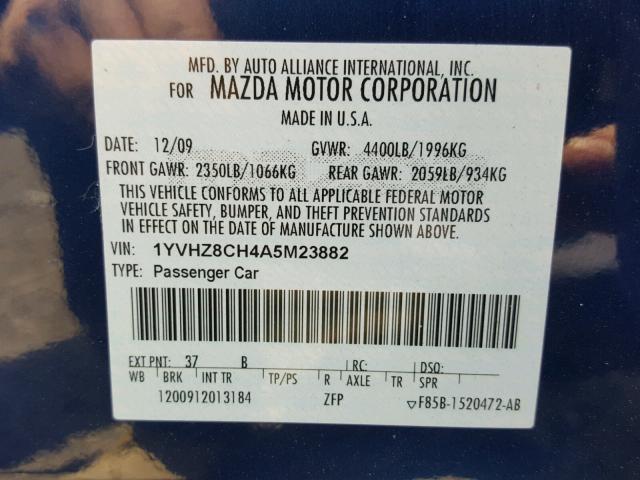 MFD. BY AUTO ALLIANCE INTERNATIONAL, INC.
FOR MAZDA MOTOR CORPORATION
MADE IN U.S.A.
DATE: 12/09 GVWR: 4400LB/1996KG
FRONT GAWR: 2350LB/1066KG REAR GAWR: 2059LB/934KG
THIS VEHICLE CONFORMS TO ALL APPLICABLE FEDERAL MOTOR
VEHICLE SAFETY, BUMPER, AND THEFT PREVENTION STANDARDS
IN EFFECT ON THE DATE OF MANUFACTURE SHOWN ABOVE.
VIN: 1YVHZ8CH4A5M23882
TYPE: Passenger Car
EXT PNT: 37 B RC: DSO:
WB BRK INT TR TP/PS R AXLE TR SPR
1200912013184 ZFP ▽F85B-1520472-AB